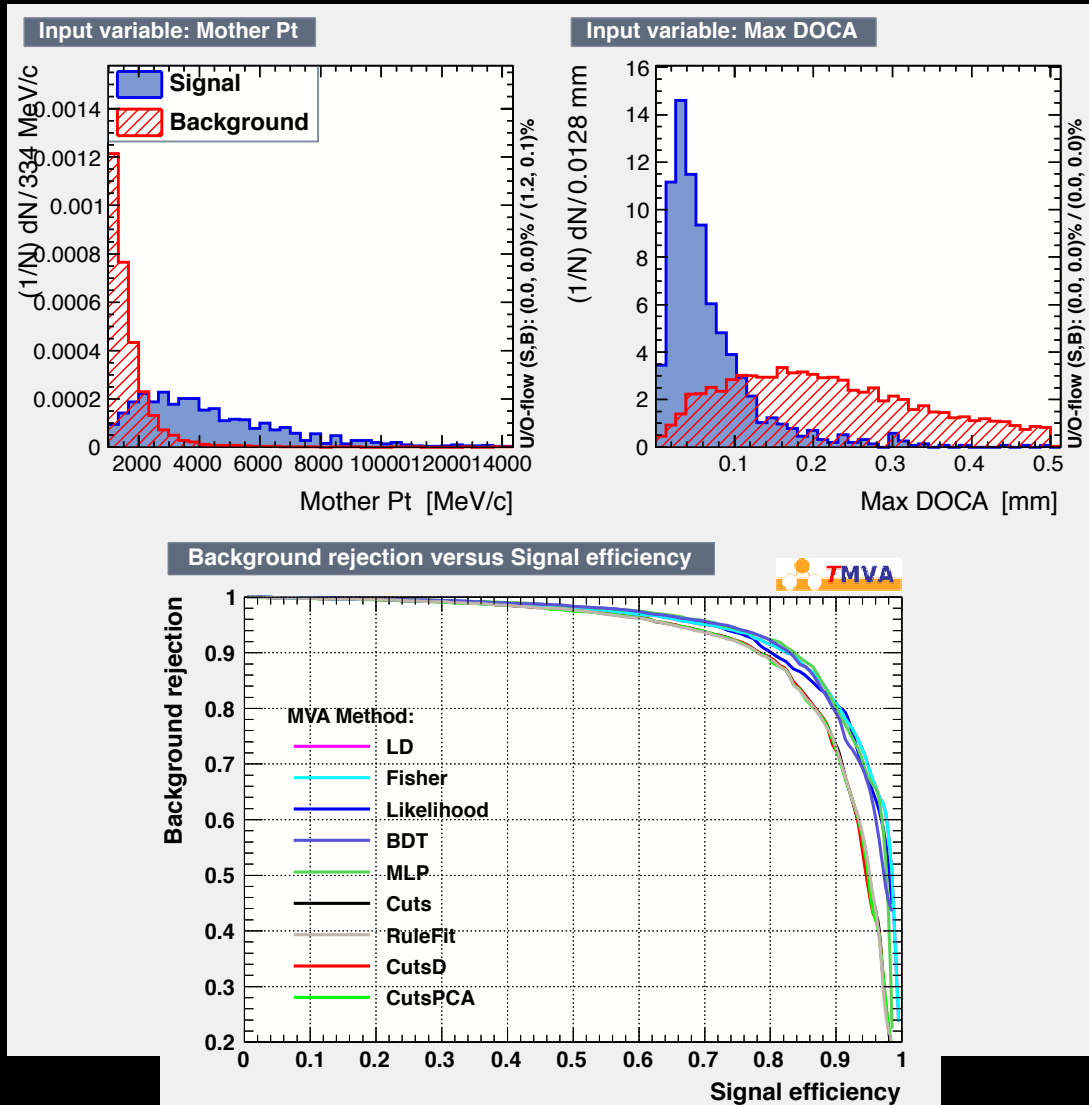 Input variable: Mother Pt
(1/N) dN/334 MeV/c
Signal
Background
0.0014
0.0012
0.001
0.0008
0.0006
0.0004
0.0002
0
2000 4000 6000 8000 10000 12000 14000
Mother Pt [MeV/c]
U/O-flow (S,B): (0.0, 0.0)% / (1.2, 0.1)%
Input variable: Max DOCA
(1/N) dN/0.0128 mm
16
14
12
10
8
6
4
2
0
0.1 0.2 0.3 0.4 0.5
Max DOCA [mm]
U/O-flow (S,B): (0.0, 0.0)% / (0.0, 0.0)%
Background rejection versus Signal efficiency
TMVA
Background rejection
1
0.9
0.8
0.7
0.6
0.5
0.4
0.3
0.2
MVA Method:
LD
Fisher
Likelihood
BDT
MLP
Cuts
RuleFit
CutsD
CutsPCA
0 0.1 0.2 0.3 0.4 0.5 0.6 0.7 0.8 0.9 1
Signal efficiency